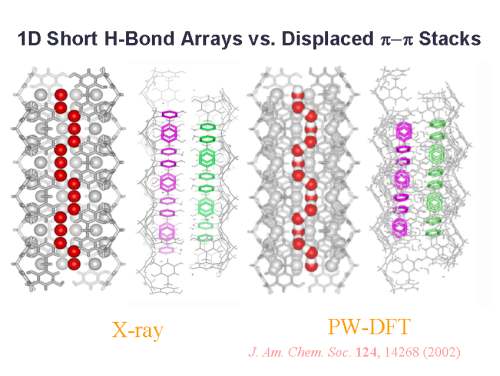 1D Short H-Bond Arrays vs. Displaced π–π Stacks
X-ray
PW-DFT
J. Am. Chem. Soc. 124, 14268 (2002)